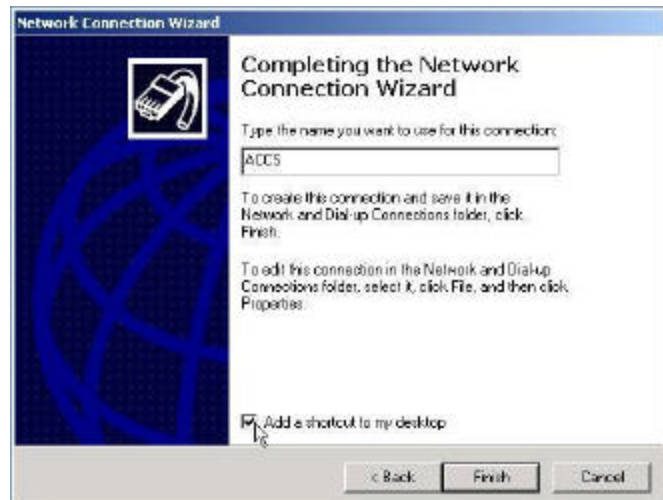 Network Connection Wizard
Completing the Network
Connection Wizard
Type the name you want to use for this connection:
ACCS
To create this connection and save it in the
Network and Dial-up Connections folder, click
Finish.
To edit this connection in the Network and Dial-up
Connections folder, select it, click File, and then click
Properties.
Add a shortcut to my desktop
< Back
Finish
Cancel